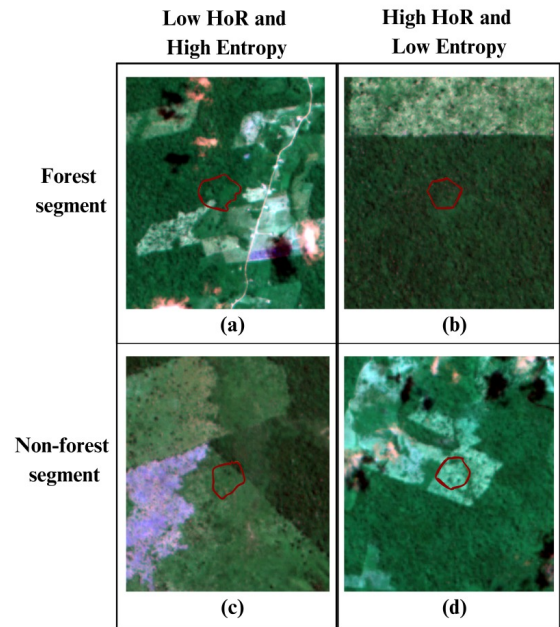 Low HoR and
High Entropy
High HoR and
Low Entropy
Forest
segment
(a)
(b)
Non-forest
segment
(c)
(d)